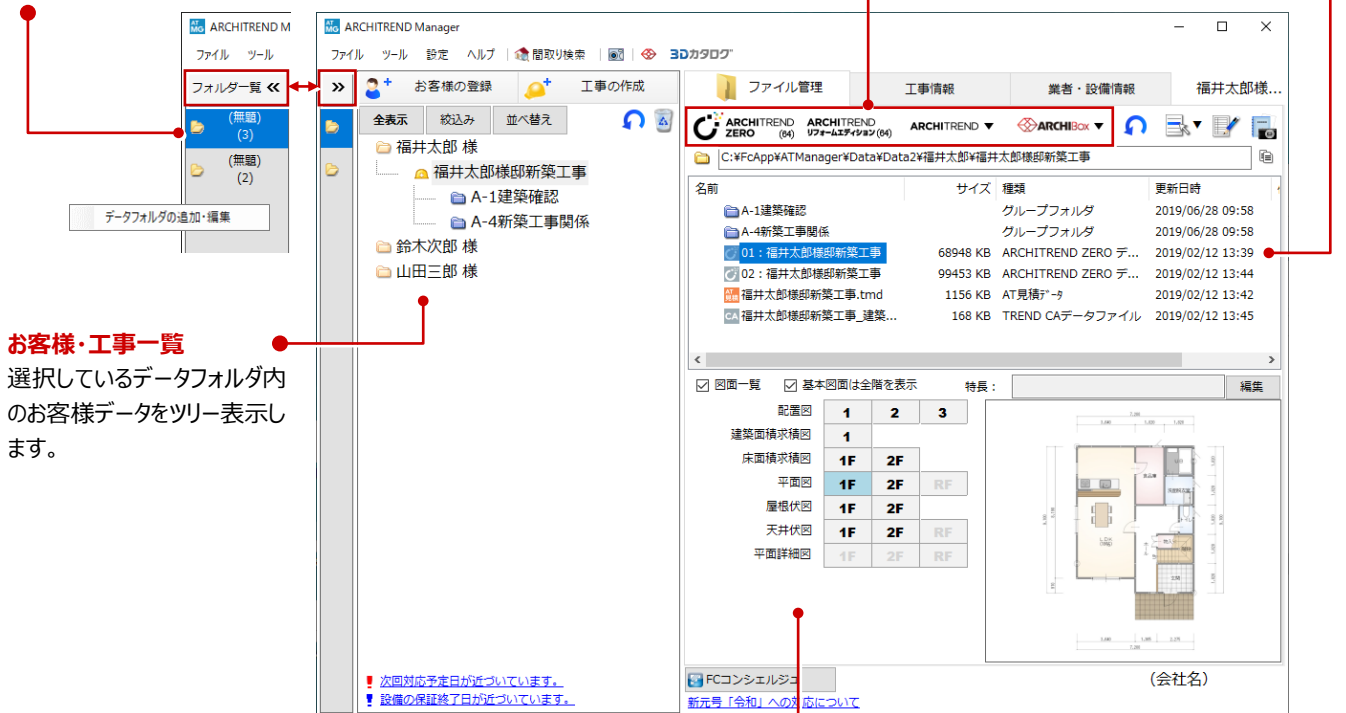 ARCHITREND M
ファイル ツール
フォルダ一覧 «
(無題)
(3)
(無題)
(2)
データフォルダの追加・編集
お客様・工事一覧
選択しているデータフォルダ内
のお客様データをツリー表示し
ます。
ARCHITREND Manager
ファイル ツール 設定 ヘルプ 間取り検索 3Dカタログ
»
お客様の登録 工事の作成
全表示 絞込み 並べ替え
福井太郎 様
福井太郎様邸新築工事
A-1建築確認
A-4新築工事関係
鈴木次郎 様
山田三郎 様
次回対応予定日が近づいています。
設備の保証終了日が近づいています。
ファイル管理 工事情報 業者・設備情報 福井太郎様...
ARCHITREND ZERO (64) ARCHITREND リフォームエディション(64) ARCHITREND ▼ ARCHIBox ▼
C:¥FcApp¥ATManager¥Data¥Data2¥福井太郎¥福井太郎様邸新築工事
名前 サイズ 種類 更新日時
A-1建築確認 グループフォルダ 2019/06/28 09:58
A-4新築工事関係 グループフォルダ 2019/06/28 09:58
01：福井太郎様邸新築工事 68948 KB ARCHITREND ZERO デ... 2019/02/12 13:39
02：福井太郎様邸新築工事 99453 KB ARCHITREND ZERO デ... 2019/02/12 13:44
福井太郎様邸新築工事.tmd 1156 KB AT見積ﾃﾞｰﾀ 2019/02/12 13:42
福井太郎様邸新築工事_建築... 168 KB TREND CAデータファイル 2019/02/12 13:45
図面一覧 基本図面は全階を表示 特長： 編集
配置図 1 2 3
建築面積求積図 1
床面積求積図 1F 2F
平面図 1F 2F RF
屋根伏図 1F 2F
天井伏図 1F 2F RF
平面詳細図 1F 2F RF
FCコンシェルジュ (会社名)
新元号「令和」への対応について